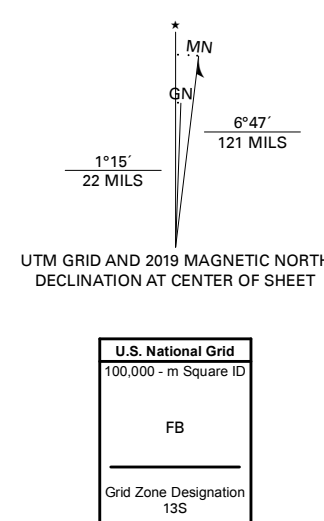 ★
MN
GN
6°47´
121 MILS
1°15´
22 MILS
UTM GRID AND 2019 MAGNETIC NORTH
DECLINATION AT CENTER OF SHEET
U.S. National Grid
100,000 - m Square ID
FB
Grid Zone Designation
13S